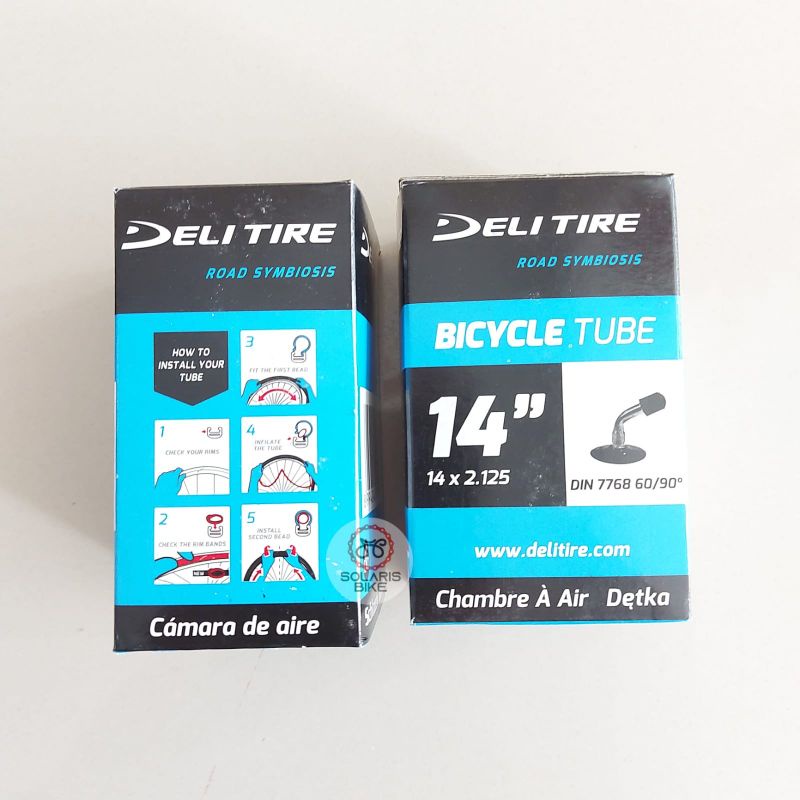 DELI TIRE
ROAD SYMBIOSIS
HOW TO
INSTALL YOUR
TUBE
3
FIT THE FIRST BEAD
1
CHECK YOUR RIMS
4
INFLATE
THE TUBE
2
CHECK THE RIM BANDS
5
INSTALL
SECOND BEAD
Cámara de aire
DELI TIRE
ROAD SYMBIOSIS
BICYCLE TUBE
14”
14 x 2.125
DIN 7768 60/90°
www.delitire.com
Chambre À Air Dętka
SOLARIS
BIKE